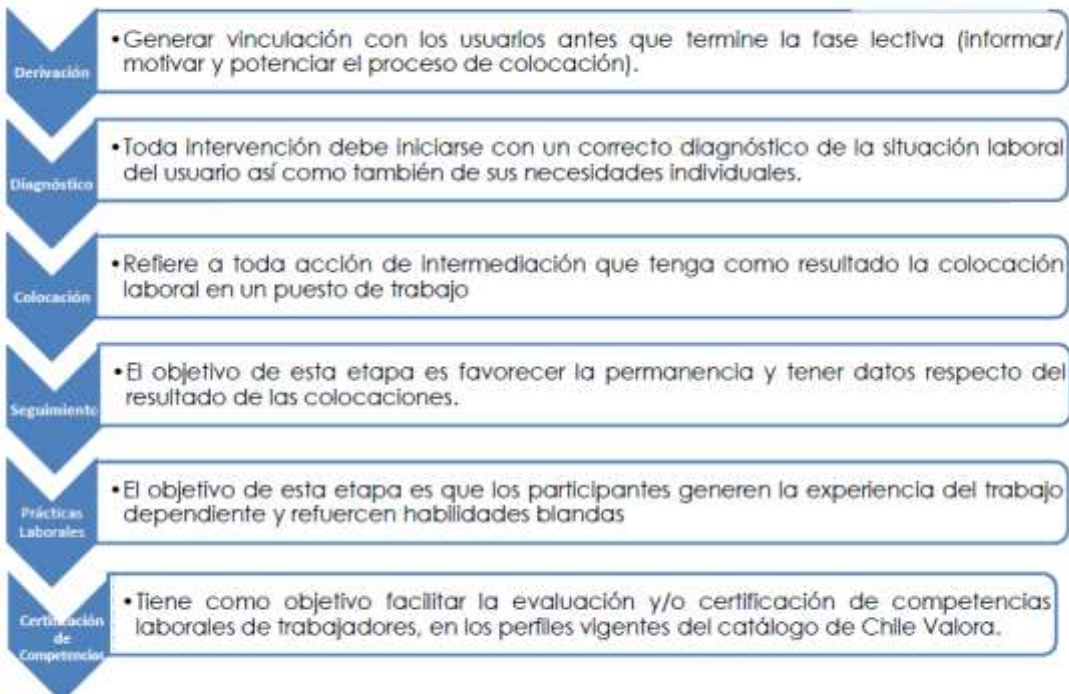 Derivación
•Generar vinculación con los usuarios antes que termine la fase lectiva (informar/
motivar y potenciar el proceso de colocación).
Diagnóstico
•Toda intervención debe iniciarse con un correcto diagnóstico de la situación laboral
del usuario así como también de sus necesidades individuales.
Colocación
•Refiere a toda acción de intermediación que tenga como resultado la colocación
laboral en un puesto de trabajo
Seguimiento
•El objetivo de esta etapa es favorecer la permanencia y tener datos respecto del
resultado de las colocaciones.
Prácticas
Laborales
•El objetivo de esta etapa es que los participantes generen la experiencia del trabajo
dependiente y refuercen habilidades blandas
Certificación
de
Competencias
•Tiene como objetivo facilitar la evaluación y/o certificación de competencias
laborales de trabajadores, en los perfiles vigentes del catálogo de Chile Valora.